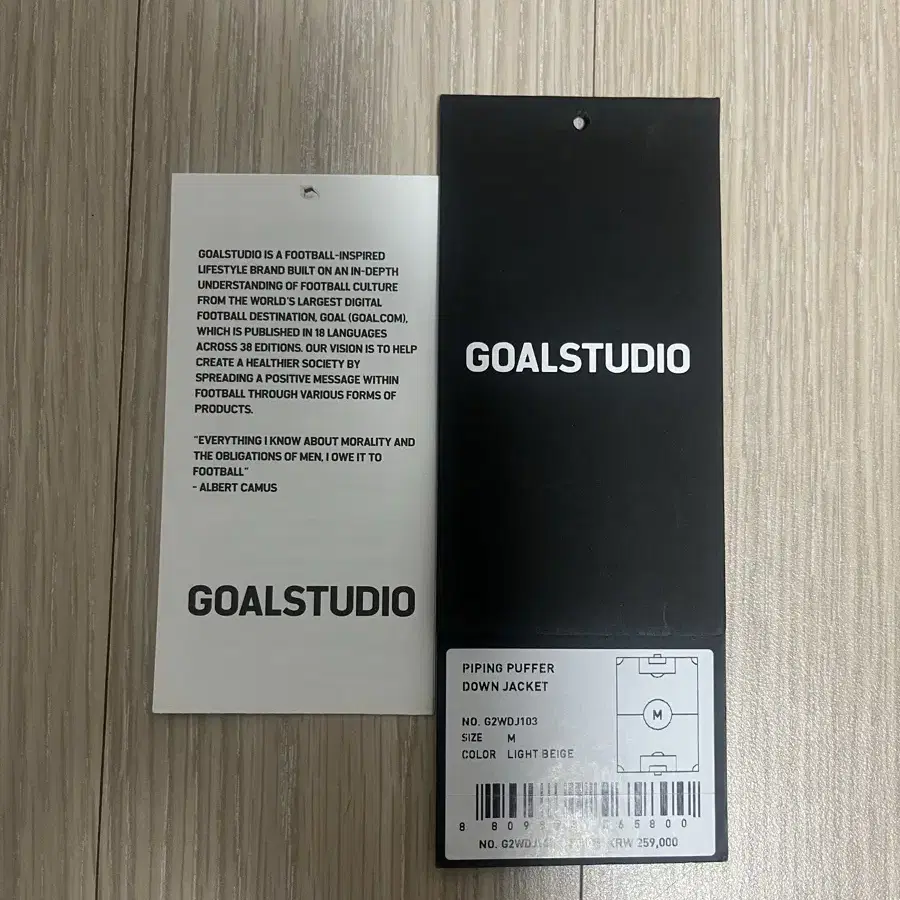 GOALSTUDIO IS A FOOTBALL-INSPIRED
LIFESTYLE BRAND BUILT ON AN IN-DEPTH
UNDERSTANDING OF FOOTBALL CULTURE
FROM THE WORLD'S LARGEST DIGITAL
FOOTBALL DESTINATION, GOAL (GOAL.COM),
WHICH IS PUBLISHED IN 18 LANGUAGES
ACROSS 38 EDITIONS. OUR VISION IS TO HELP
CREATE A HEALTHIER SOCIETY BY
SPREADING A POSITIVE MESSAGE WITHIN
FOOTBALL THROUGH VARIOUS FORMS OF
PRODUCTS.
"EVERYTHING I KNOW ABOUT MORALITY AND
THE OBLIGATIONS OF MEN, I OWE IT TO
FOOTBALL"
- ALBERT CAMUS
GOALSTUDIO
GOALSTUDIO
PIPING PUFFER
DOWN JACKET
NO. G2WDJ103
SIZE M
COLOR LIGHT BEIGE
M
NO. KRW 259,000